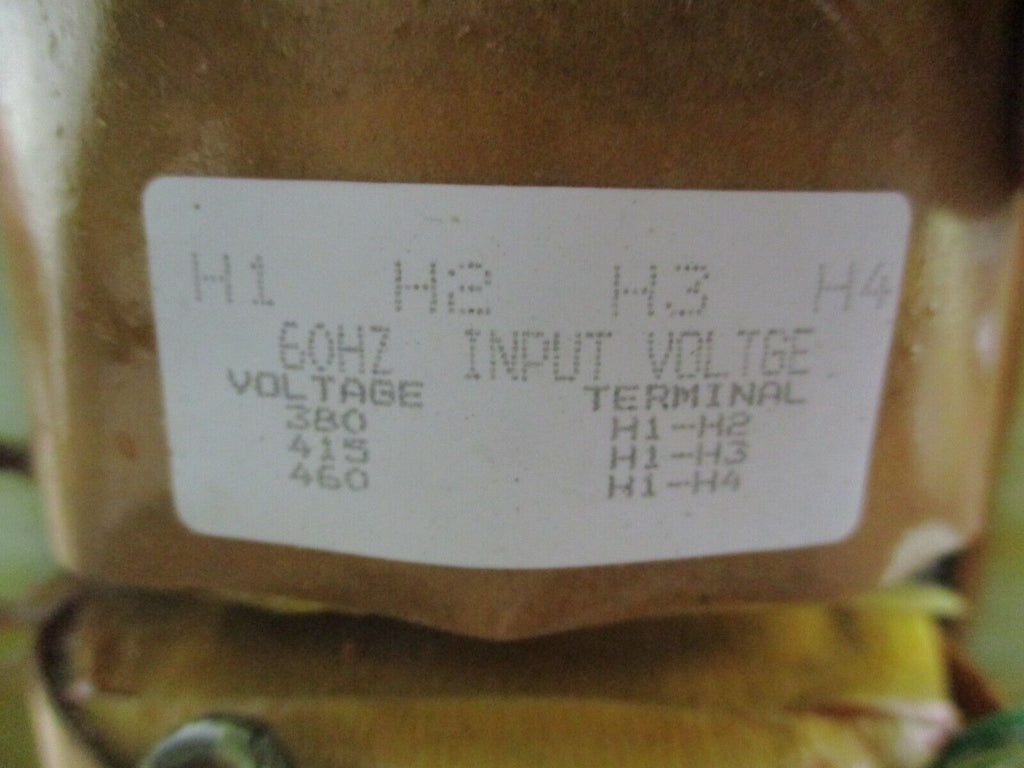 H1 H2 H3 H4
60HZ INPUT VOLTGE
VOLTAGE TERMINAL
380 H1-H2
415 H1-H3
460 H1-H4